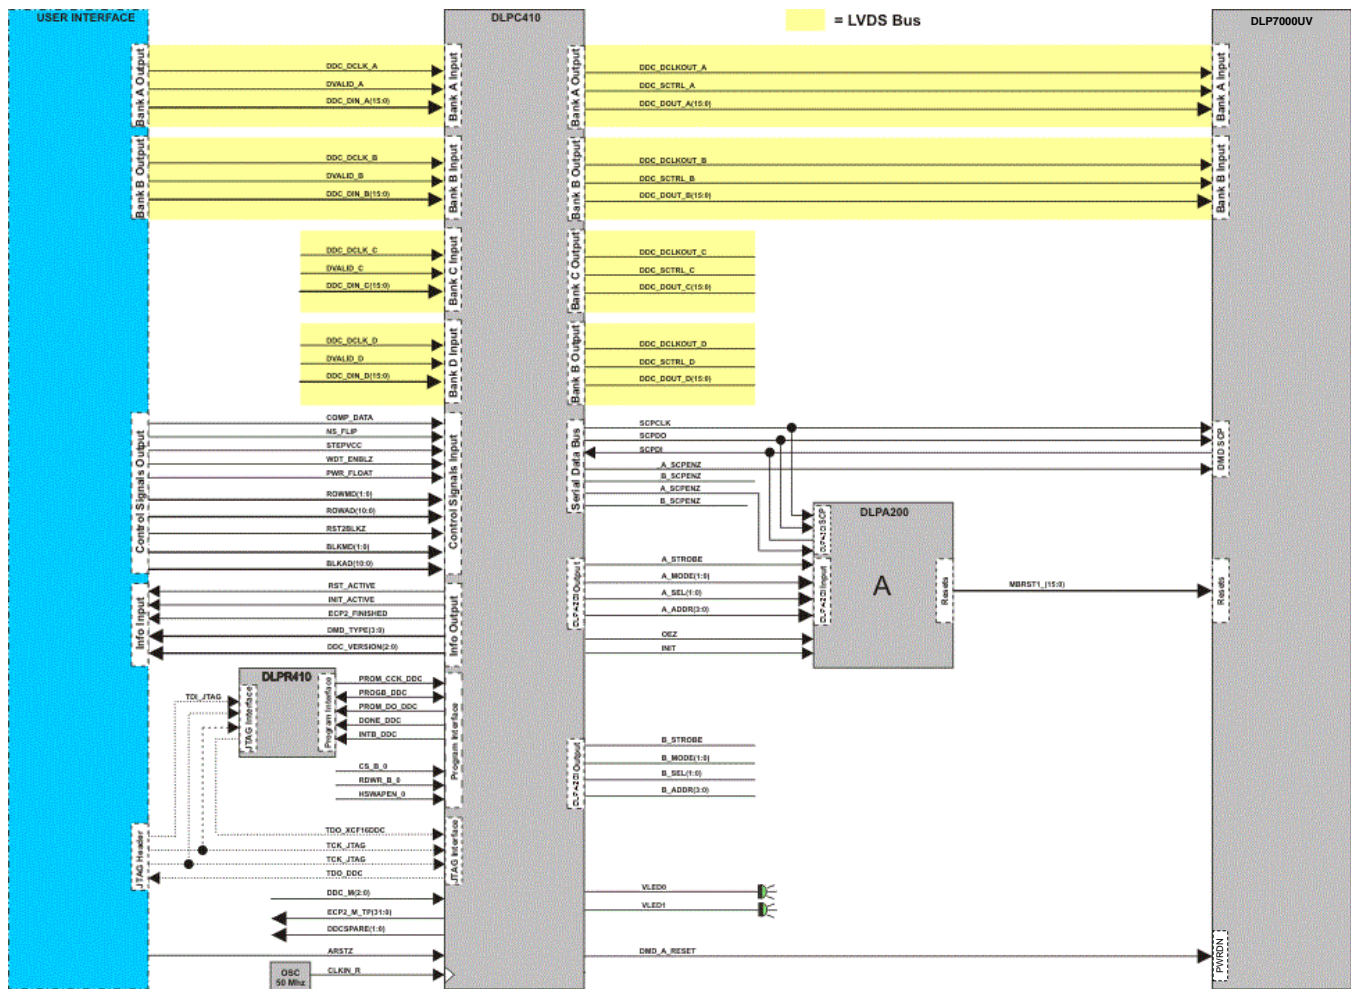 USER INTERFACE
DLPC410
= LVDS Bus
DLP7000UV
Bank A Output
DDC_DCLK_A
DVALID_A
DDC_DIN_A(15:0)
Bank A Input
Bank A Output
DDC_DCLKOUT_A
DDC_SCTRL_A
DDC_DOUT_A(15:0)
Bank A Input
Bank B Output
DDC_DCLK_B
DVALID_B
DDC_DIN_B(15:0)
Bank B Input
Bank B Output
DDC_DCLKOUT_B
DDC_SCTRL_B
DDC_DOUT_B(15:0)
Bank B Input
DDC_DCLK_C
DVALID_C
DDC_DIN_C(15:0)
Bank C Input
Bank C Output
DDC_DCLKOUT_C
DDC_SCTRL_C
DDC_DOUT_C(15:0)
DDC_DCLK_D
DVALID_D
DDC_DIN_D(15:0)
Bank D Input
Bank B Output
DDC_DCLKOUT_D
DDC_SCTRL_D
DDC_DOUT_D(15:0)
Control Signals Output
COMP_DATA
NS_FLIP
STEPVCC
WDT_ENBLZ
PWR_FLOAT
ROWMD(1:0)
ROWAD(10:0)
RST2BLKZ
BLKMD(1:0)
BLKAD(10:0)
Control Signals Input
Serial Data Bus
SCPCLK
SCPDO
SCPDI
A_SCPENZ
B_SCPENZ
A_SCPENZ
B_SCPENZ
DMD SCP
DLPA200
DLPA200 SCP
DLPA200 Input
A
Resets
MBRST1_(15:0)
Resets
DLPA200 Output
A_STROBE
A_MODE(1:0)
A_SEL(1:0)
A_ADDR(3:0)
OEZ
INIT
Info Input
RST_ACTIVE
INIT_ACTIVE
ECP2_FINISHED
DMD_TYPE(3:0)
DDC_VERSION(2:0)
Info Output
DLPR410
TDI_JTAG
JTAG Interface
Program Interface
PROM_CCK_DDC
PROGB_DDC
PROM_DO_DDC
DONE_DDC
INTB_DDC
CS_B_0
RDWR_B_0
HSWAPEN_0
Program Interface
DLPA200 Output
B_STROBE
B_MODE(1:0)
B_SEL(1:0)
B_ADDR(3:0)
JTAG Header
TDO_XCF16DDC
TCK_JTAG
TCK_JTAG
TDO_DDC
JTAG Interface
DDC_M(2:0)
ECP2_M_TP(31:0)
DDCSPARE(1:0)
VLED0
VLED1
ARSTZ
OSC
50 Mhz
CLKIN_R
DMD_A_RESET
PWRDN